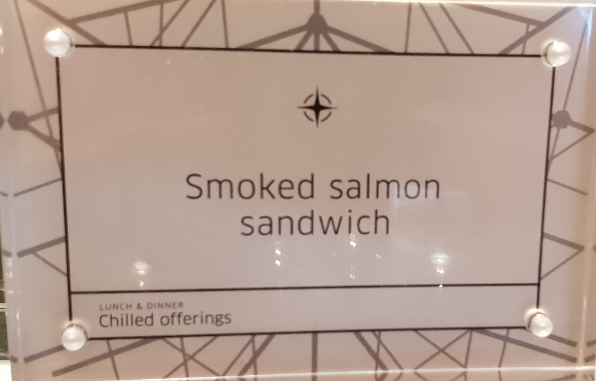 Smoked salmon
sandwich
LUNCH & DINNER
Chilled offerings